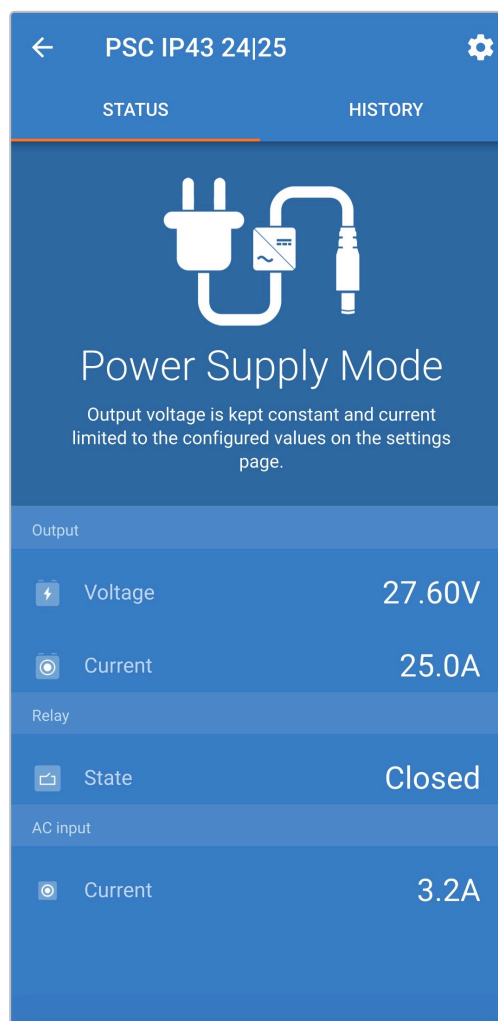 PSC IP43 24|25
STATUS
HISTORY
Power Supply Mode
Output voltage is kept constant and current
limited to the configured values on the settings
page.
Output
Voltage
27.60V
Current
25.0A
Relay
State
Closed
AC input
Current
3.2A